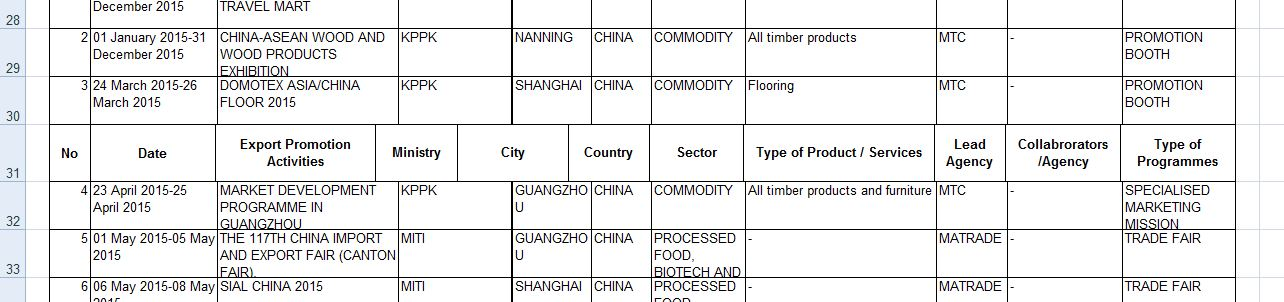 28 December 2015 TRAVEL MART
2 01 January 2015-31 CHINA-ASEAN WOOD AND KPPK NANNING CHINA COMMODITY All timber products MTC - PROMOTION
December 2015 WOOD PRODUCTS BOOTH
29 EXHIBITION
3 24 March 2015-26 DOMOTEX ASIA/CHINA KPPK SHANGHAI CHINA COMMODITY Flooring MTC - PROMOTION
March 2015 FLOOR 2015 BOOTH
30
No Date Export Promotion Ministry City Country Sector Type of Product / Services Lead Collabrorators Type of
Activities Agency /Agency Programmes
31
4 23 April 2015-25 MARKET DEVELOPMENT KPPK GUANGZHO CHINA COMMODITY All timber products and furniture MTC - SPECIALISED
April 2015 PROGRAMME IN U MARKETING
32 GUANGZHOU MISSION
5 01 May 2015-05 May THE 117TH CHINA IMPORT MITI GUANGZHO CHINA PROCESSED - MATRADE - TRADE FAIR
2015 AND EXPORT FAIR (CANTON U FOOD,
33 FAIR). BIOTECH AND
6 06 May 2015-08 May SIAL CHINA 2015 MITI SHANGHAI CHINA PROCESSED - MATRADE - TRADE FAIR